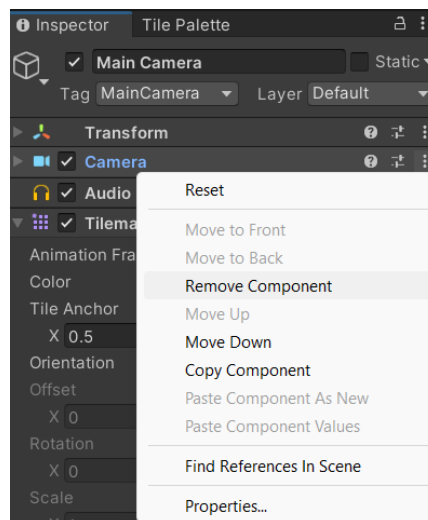 Inspector Tile Palette
Main Camera Static
Tag MainCamera Layer Default
Transform
Camera
Audio
Reset
Tilema
Move to Front
Animation Fra
Move to Back
Color
Remove Component
Tile Anchor
Move Up
X 0.5
Move Down
Orientation
Copy Component
Offset
Paste Component As New
X 0
Paste Component Values
Rotation
X 0
Find References In Scene
Scale
Properties...